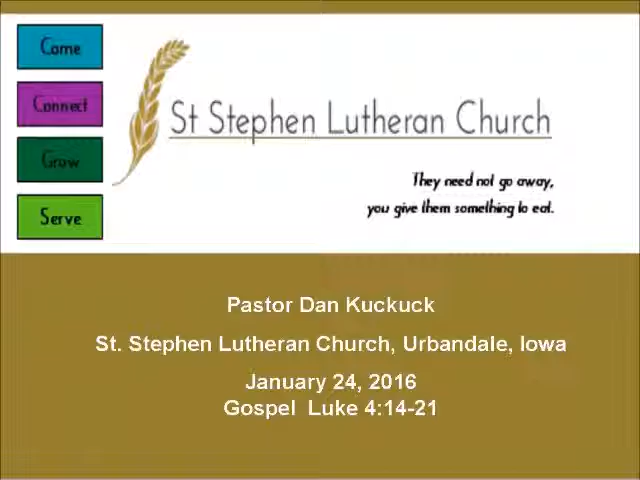 Come
Connect
Grow
Serve
St Stephen Lutheran Church
They need not go away,
you give them something to eat.
Pastor Dan Kuckuck
St. Stephen Lutheran Church, Urbandale, Iowa
January 24, 2016
Gospel Luke 4:14-21